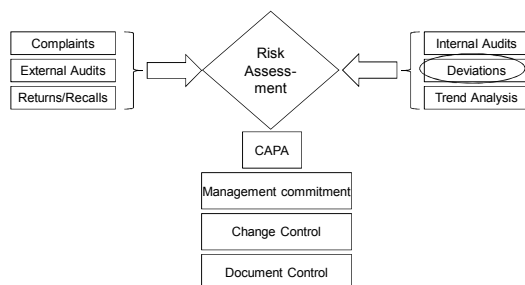 Complaints
External Audits
Returns/Recalls
Risk
Assess-
ment
Internal Audits
Deviations
Trend Analysis
CAPA
Management commitment
Change Control
Document Control